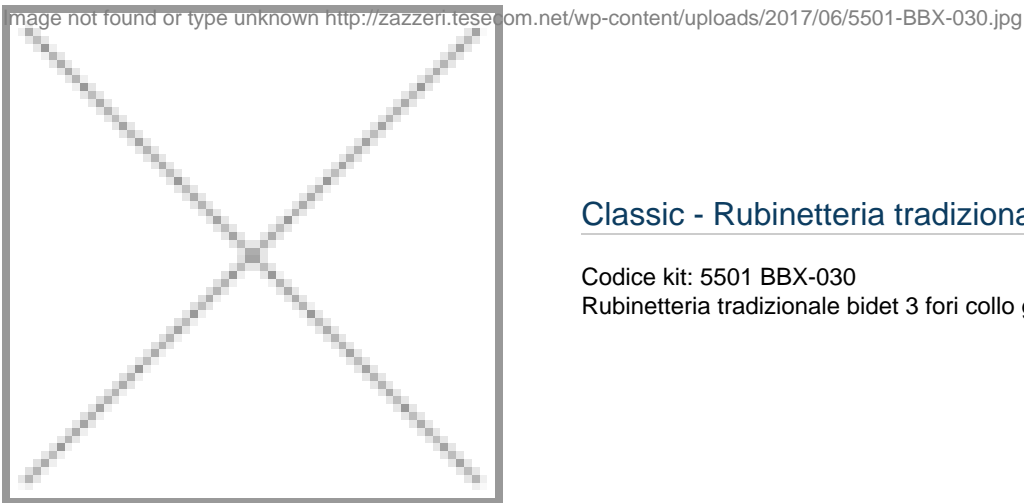 Image not found or type unknown http://zazzeri.tesecom.net/wp-content/uploads/2017/06/5501-BBX-030.jpg
Classic - Rubinetteria tradiziona
Codice kit: 5501 BBX-030
Rubinetteria tradizionale bidet 3 fori collo